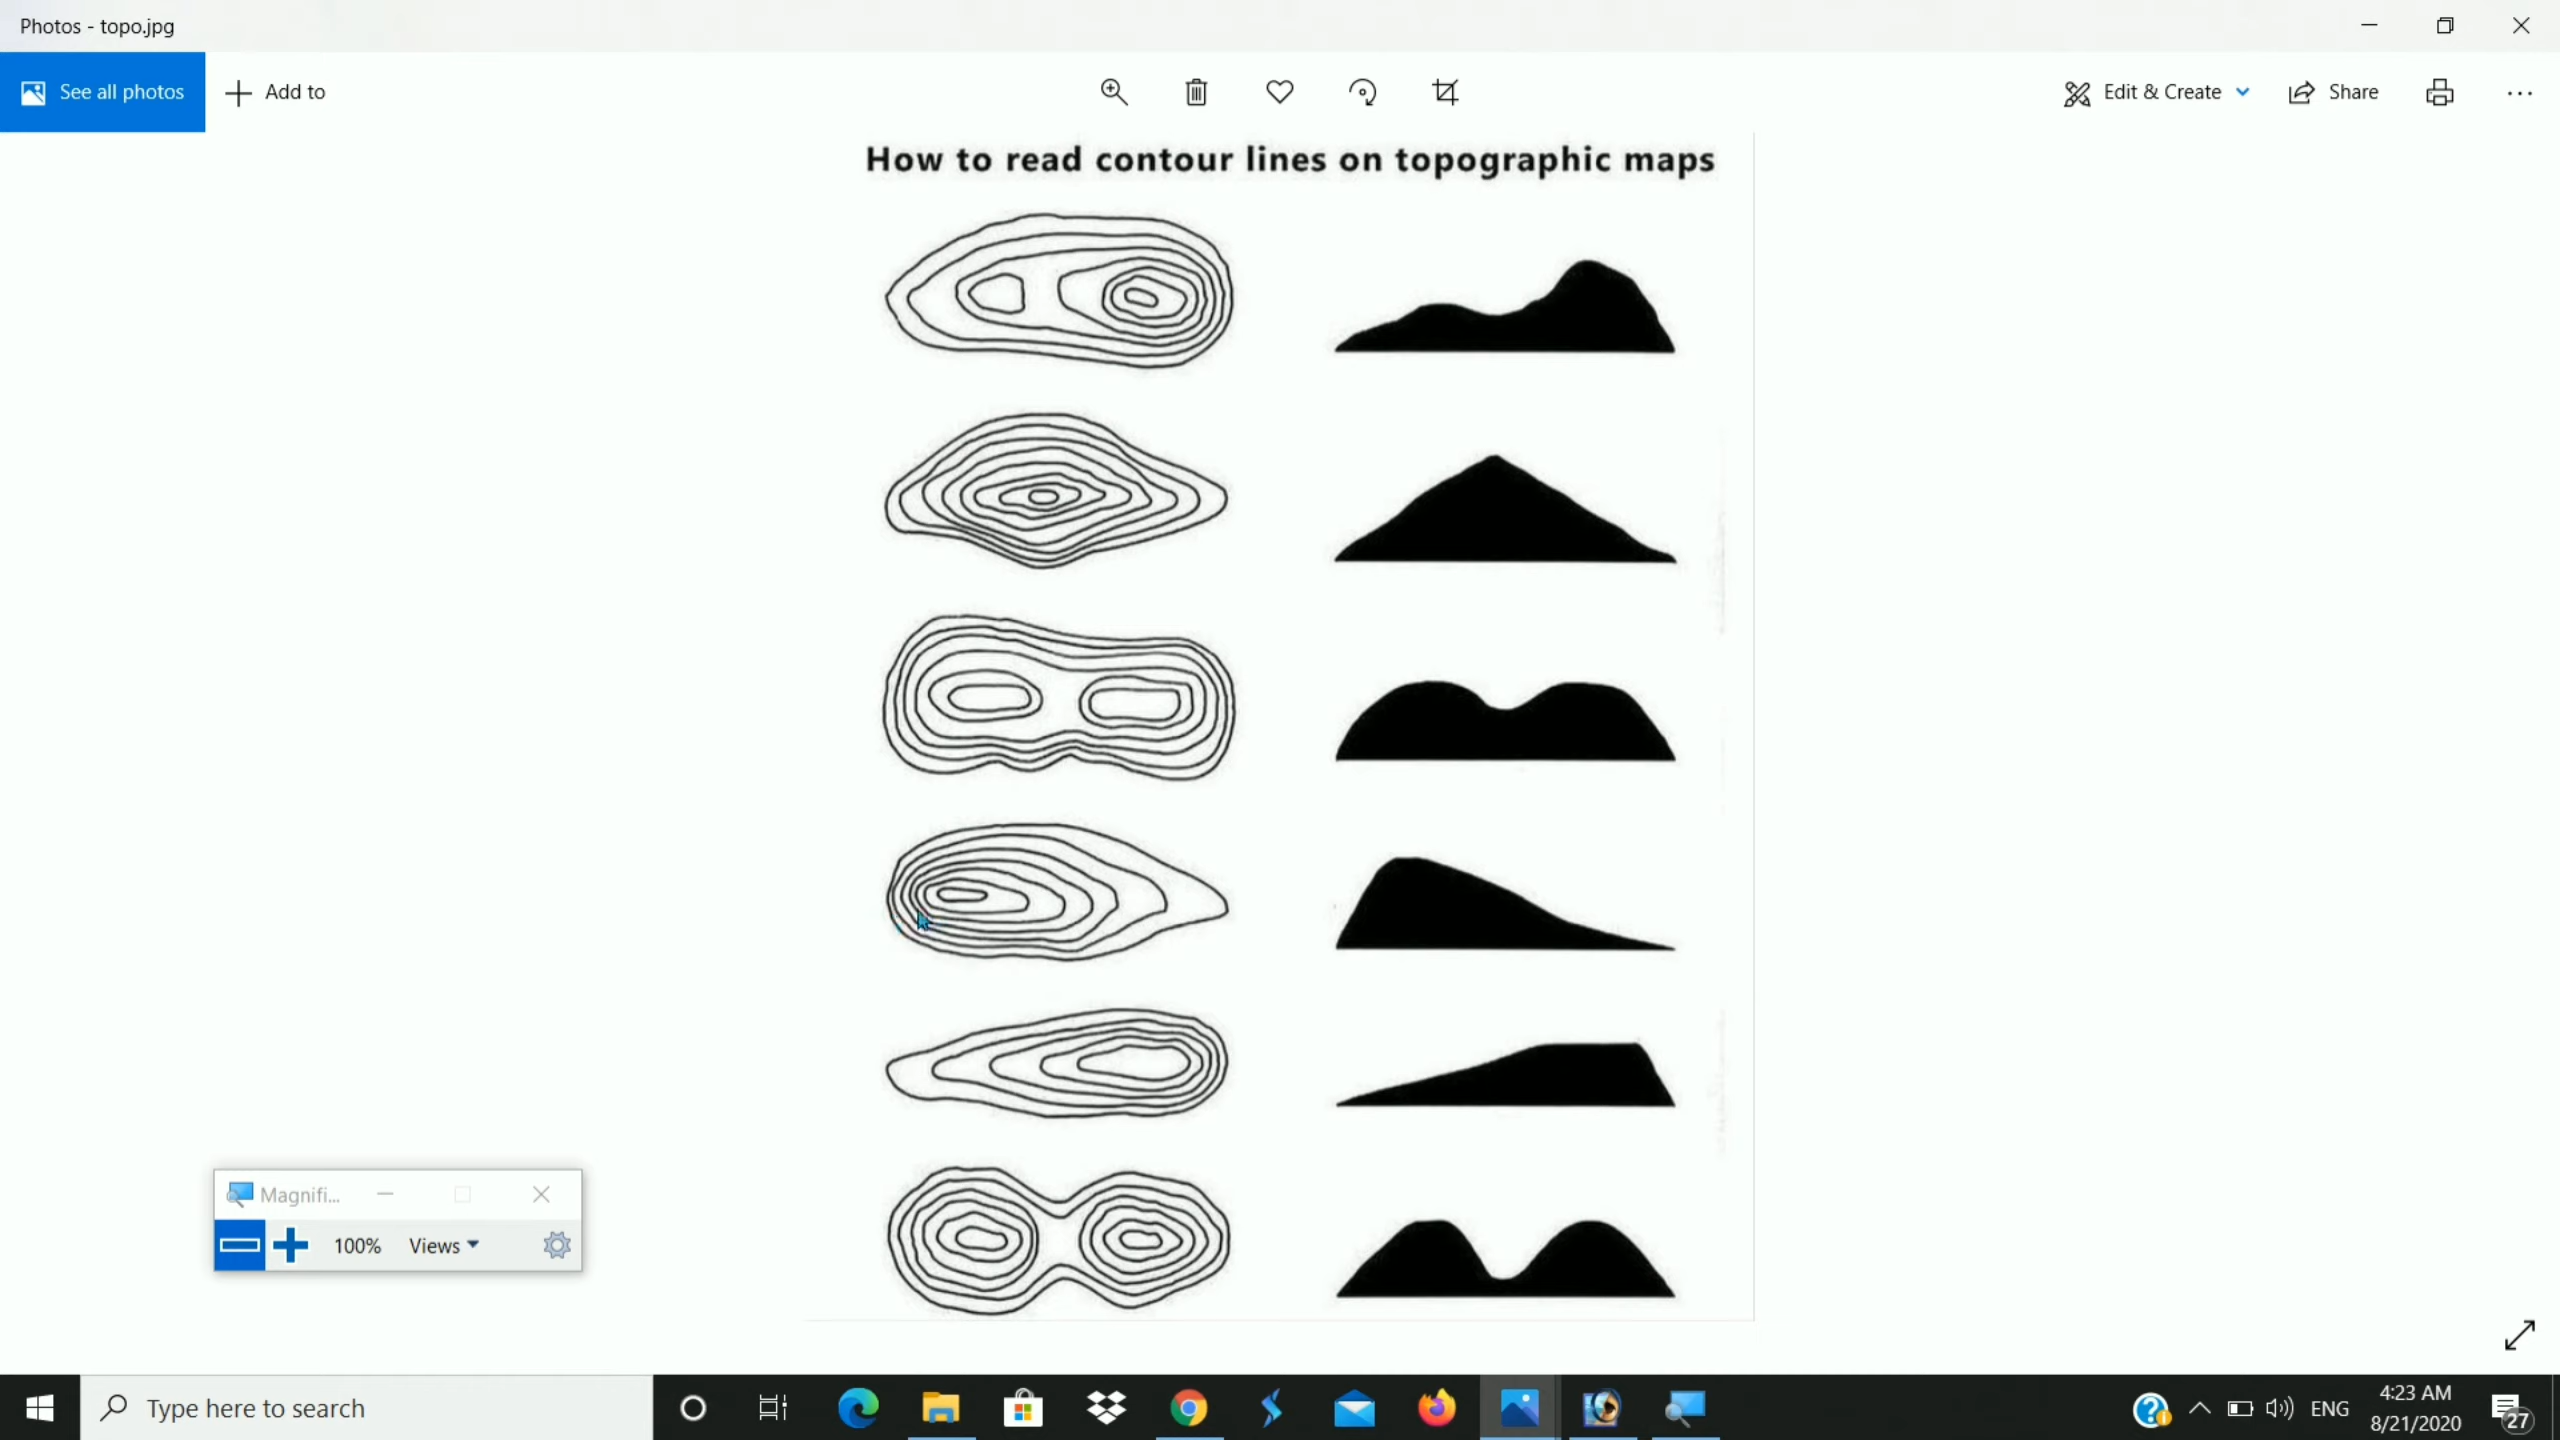 Photos - topo.jpg
See all photos
Add to
Edit & Create
Share
How to read contour lines on topographic maps
Magnifi...
100%
Views
Type here to search
ENG
4:23 AM
8/21/2020
27